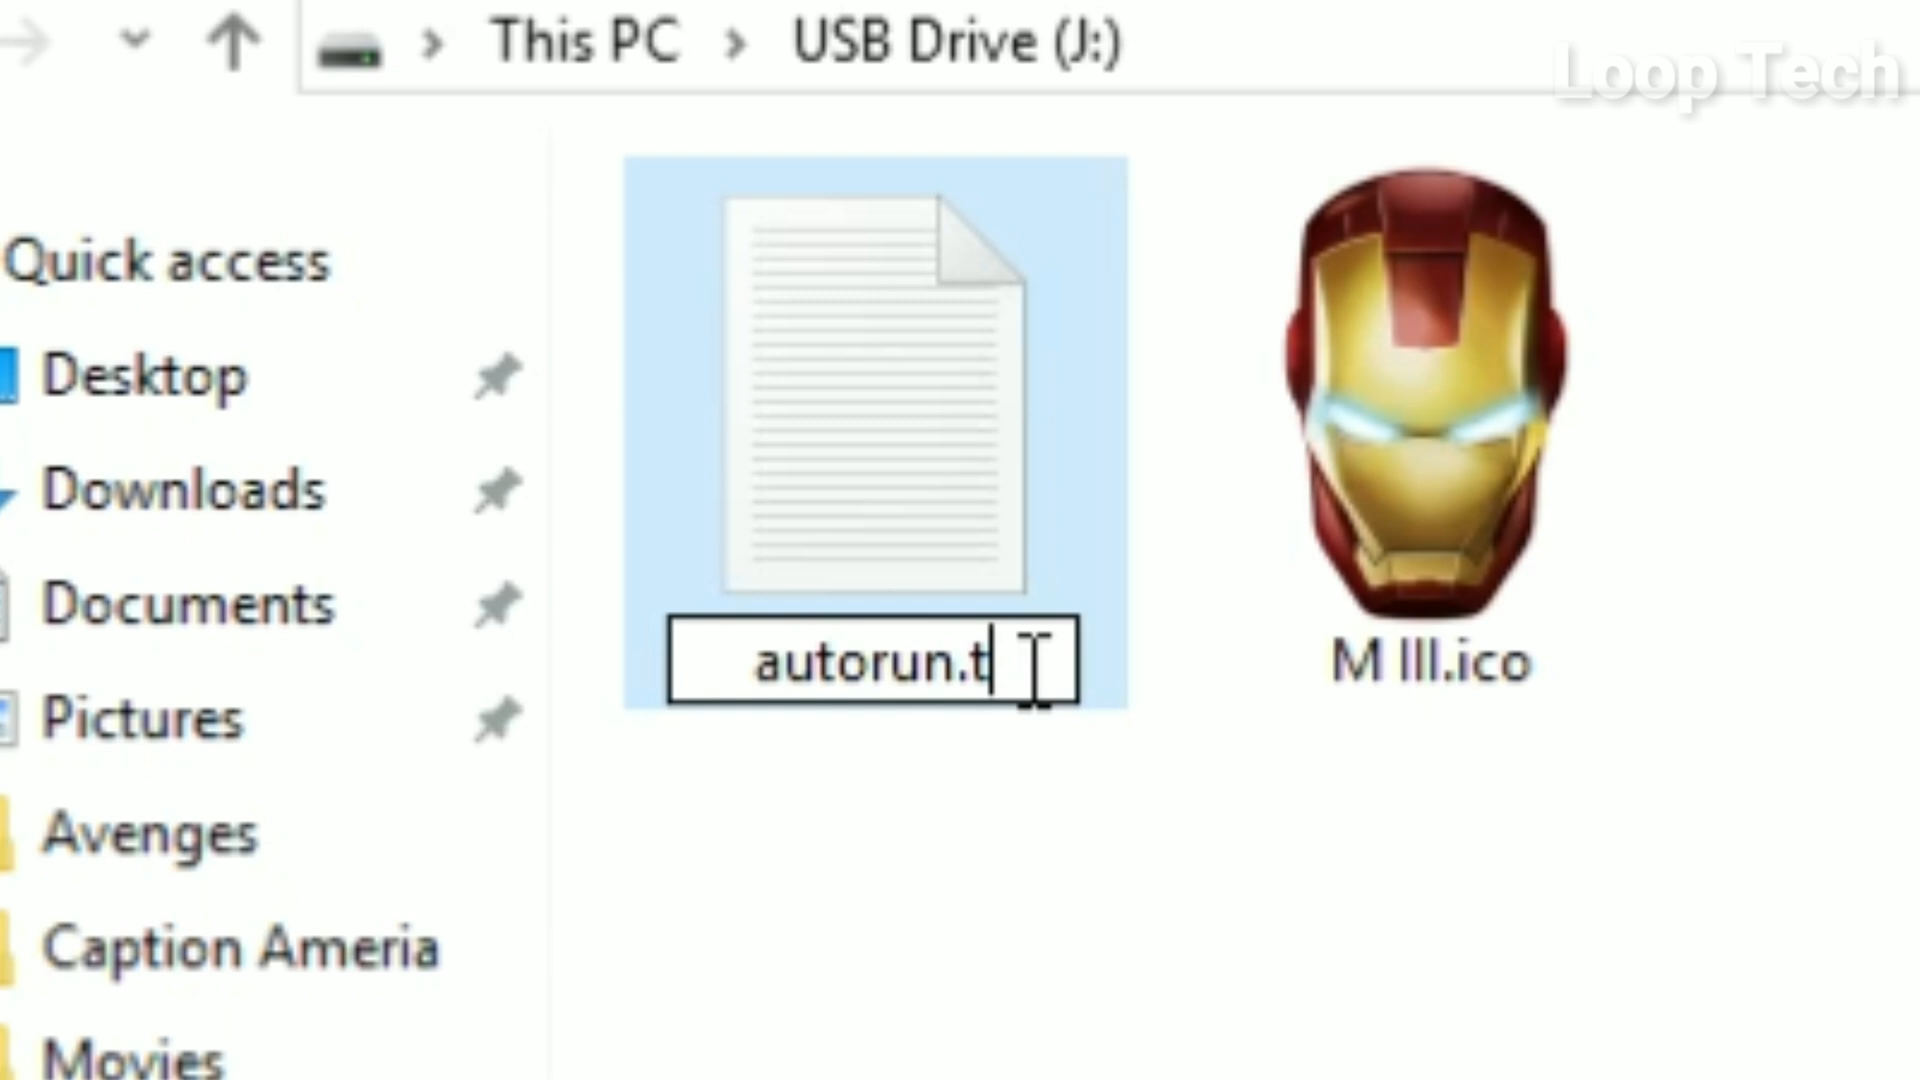 This PC > USB Drive (J:)
Loop Tech
Quick access
Desktop
Downloads
Documents
Pictures
Avenges
Caption Ameria
Movies
autorun.t
M III.ico